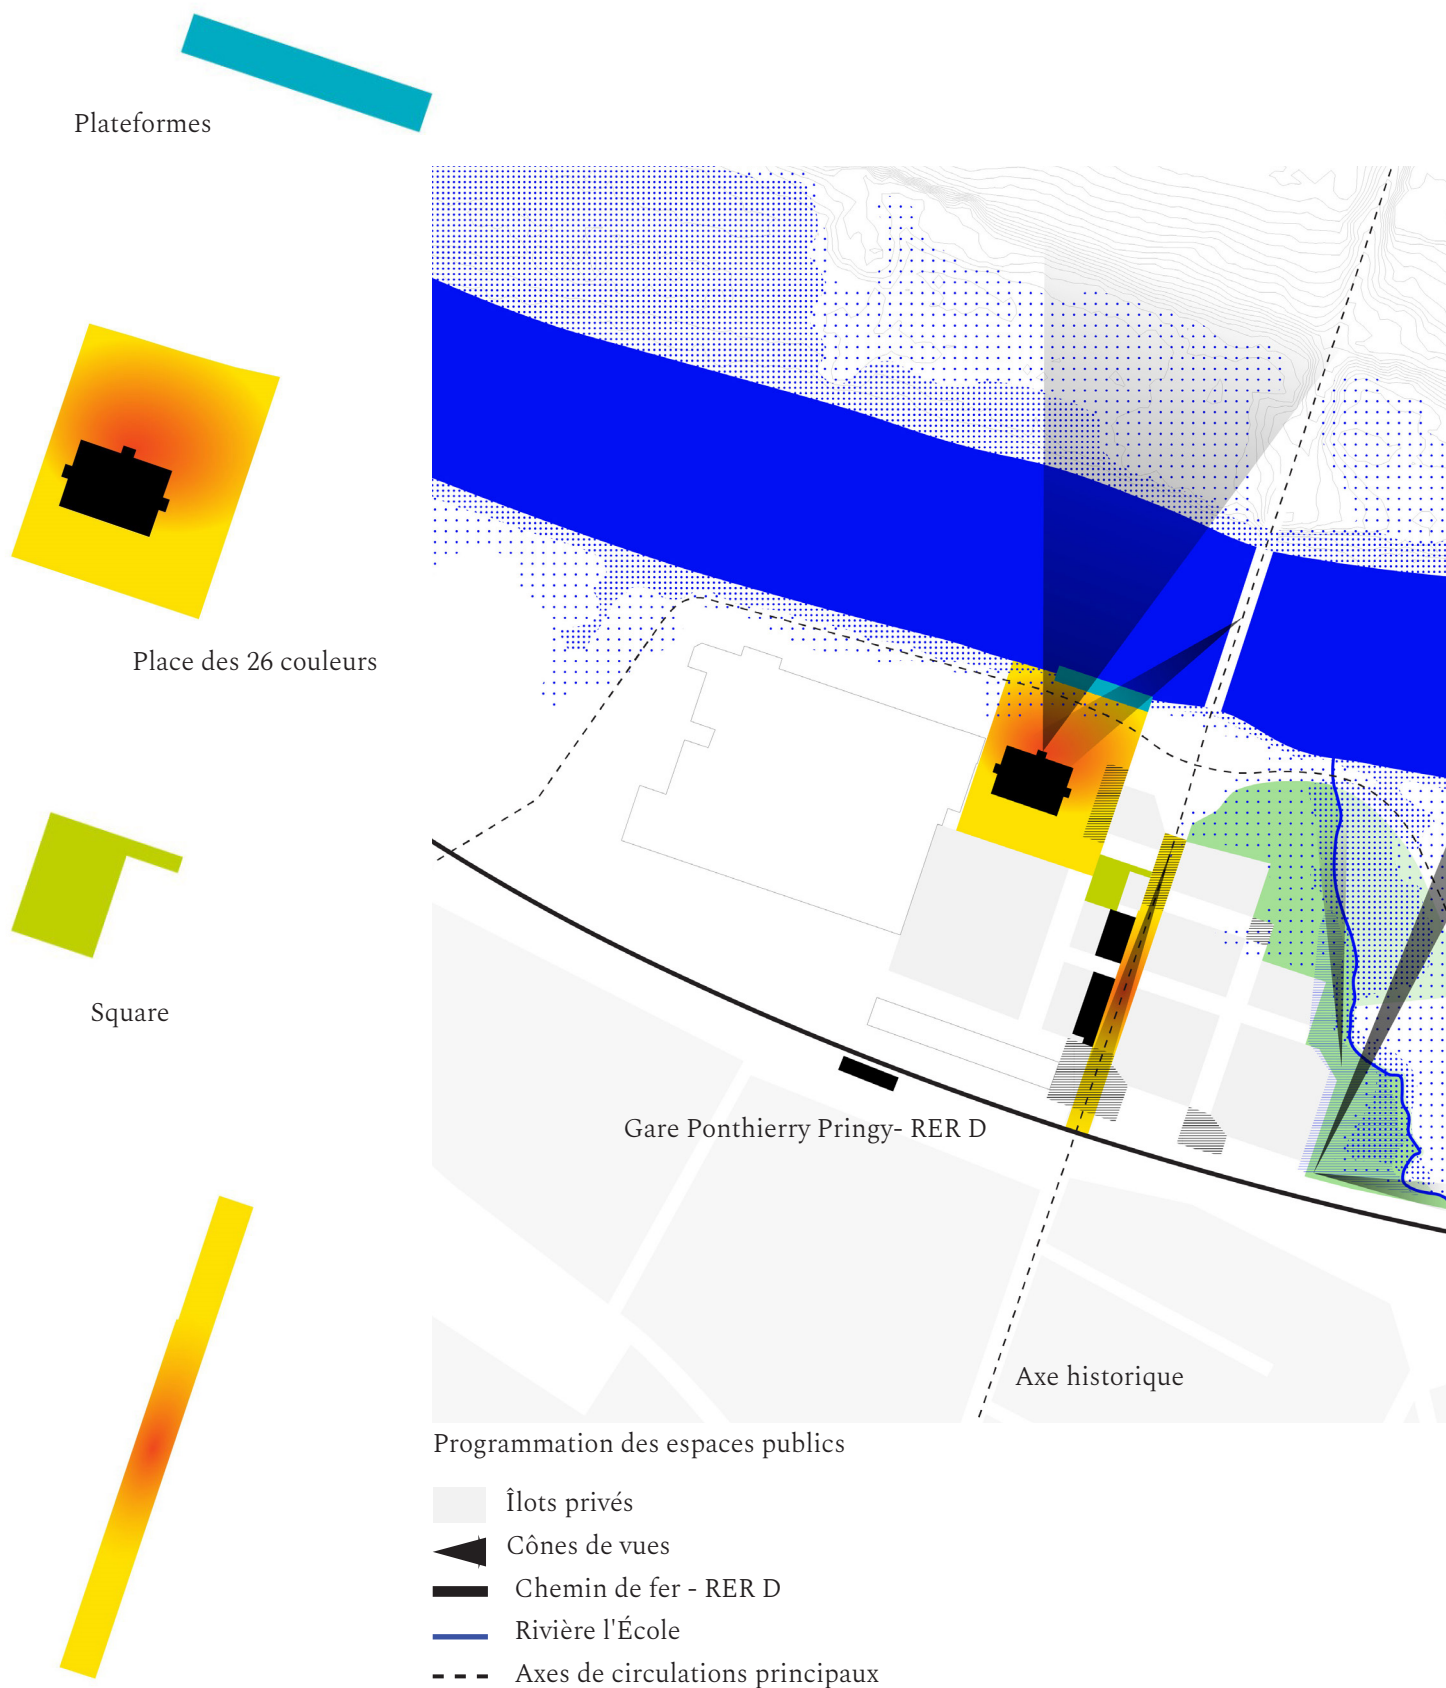 Plateformes
Place des 26 couleurs
Square
Gare Ponthierry Pringy- RER D
Axe historique
Programmation des espaces publics
Îlots privés
Cônes de vues
Chemin de fer - RER D
Rivière l'École
Axes de circulations principaux